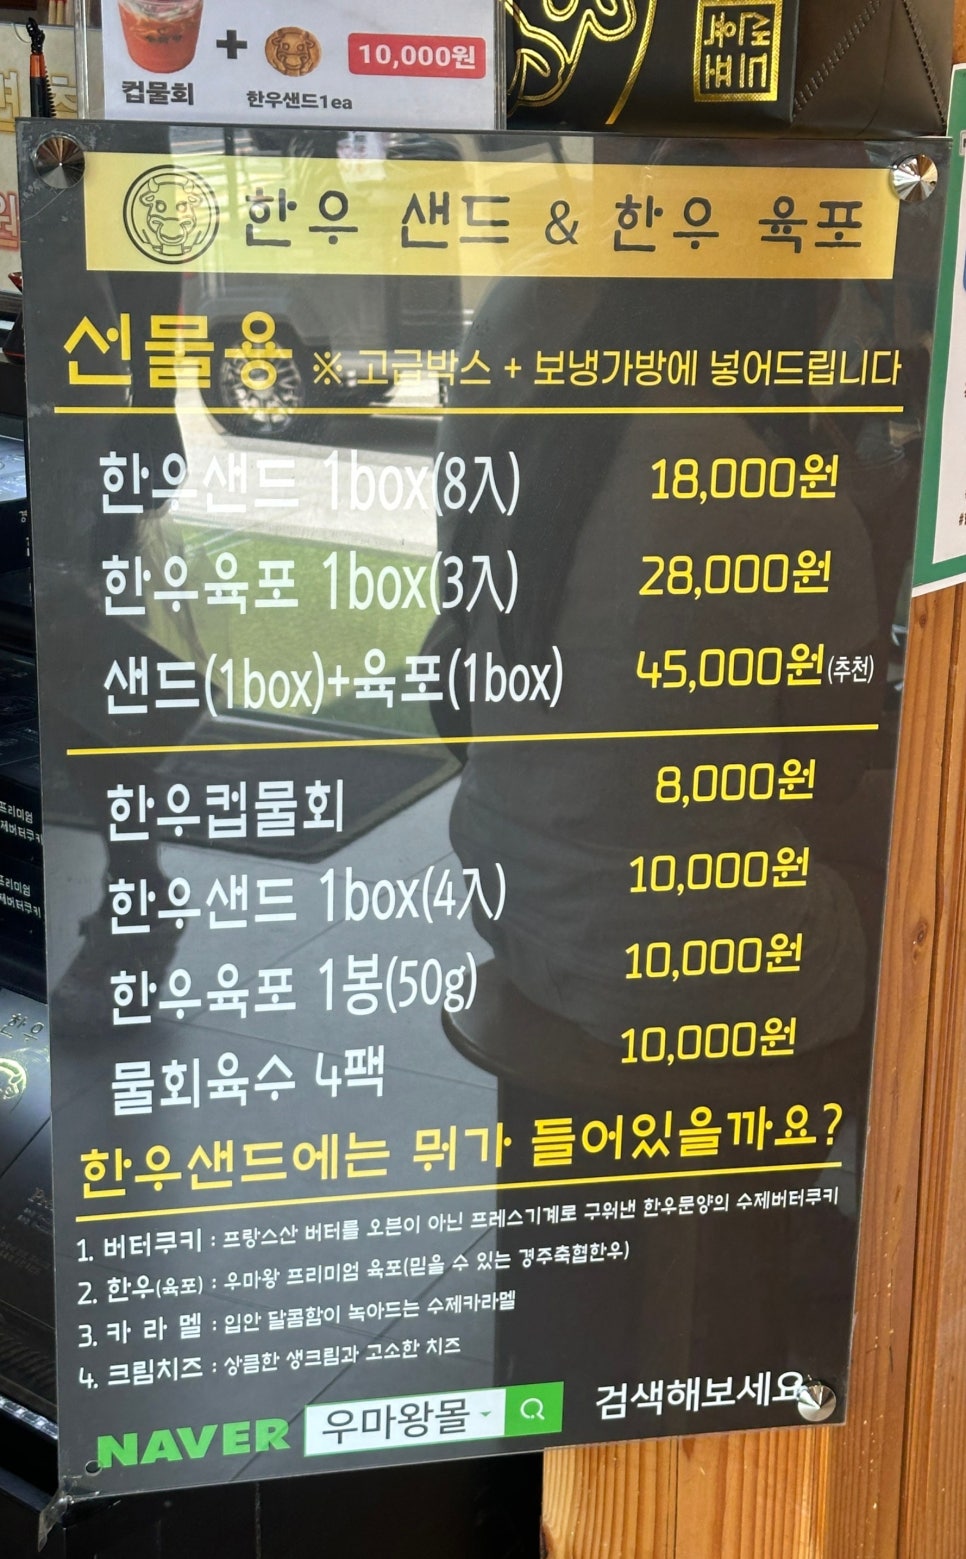 샌드
육포
컵물회
+
한우샌드1ea
10,000원
한우 샌드 & 한우 육포
선물용 ※ 고급박스 + 보냉가방에 넣어드립니다
한우샌드 1box(8入) 18,000원
한우육포 1box(3入) 28,000원
샌드(1box)+육포(1box) 45,000원(추천)
한우컵물회 8,000원
한우샌드 1box(4入) 10,000원
한우육포 1봉(50g) 10,000원
물회육수 4팩 10,000원
한우샌드에는 뭐가 들어있을까요?
1. 버터쿠키 : 프랑스산 버터를 오븐이 아닌 프레스기계로 구워낸 한우문양의 수제버터쿠키
2. 한우(육포) : 우마왕 프리미엄 육포(믿을 수 있는 경주축협한우)
3. 카 라 멜 : 입안 달콤함이 녹아드는 수제카라멜
4. 크림치즈 : 상큼한 생크림과 고소한 치즈
NAVER 우마왕몰 검색해보세요